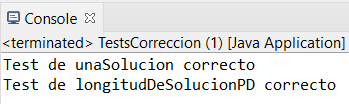 Console
<terminated> TestsCorreccion (1) [Java Application]
Test de unaSolucion correcto
Test de longitudDeSolucionPD correcto